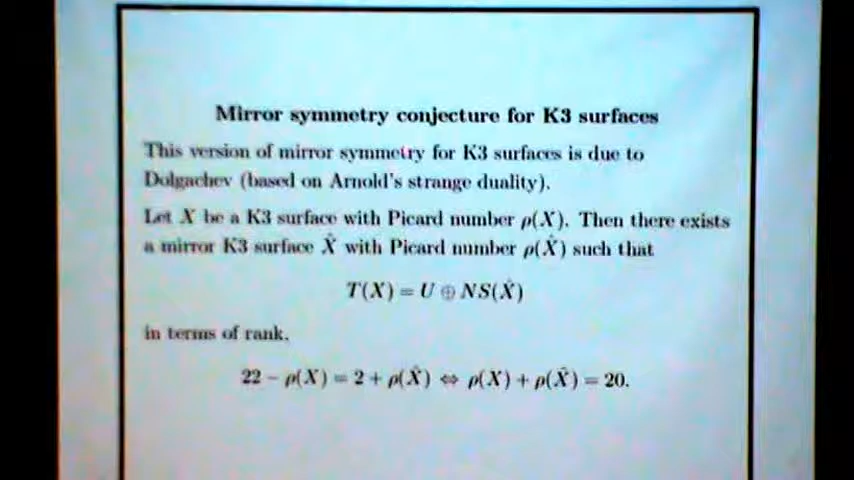 Mirror symmetry conjecture for K3 surfaces
This version of mirror symmetry for K3 surfaces is due to
Dolgachev (based on Arnold's strange duality).
Let X be a K3 surface with Picard number ρ(X). Then there exists
a mirror K3 surface X̂ with Picard number ρ(X̂) such that
T(X) = U ⊕ NS(X̂)
in terms of rank,
22 − ρ(X) = 2 + ρ(X̂) ⇔ ρ(X) + ρ(X̂) = 20.